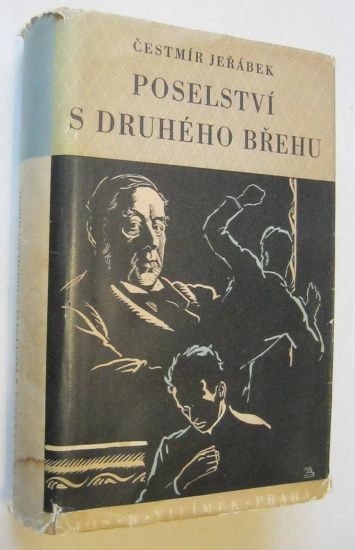 ČESTMÍR JEŘÁBEK
POSELSTVÍ
S DRUHÉHO BŘEHU
JOS • R • VILÍMEK • PRAHA